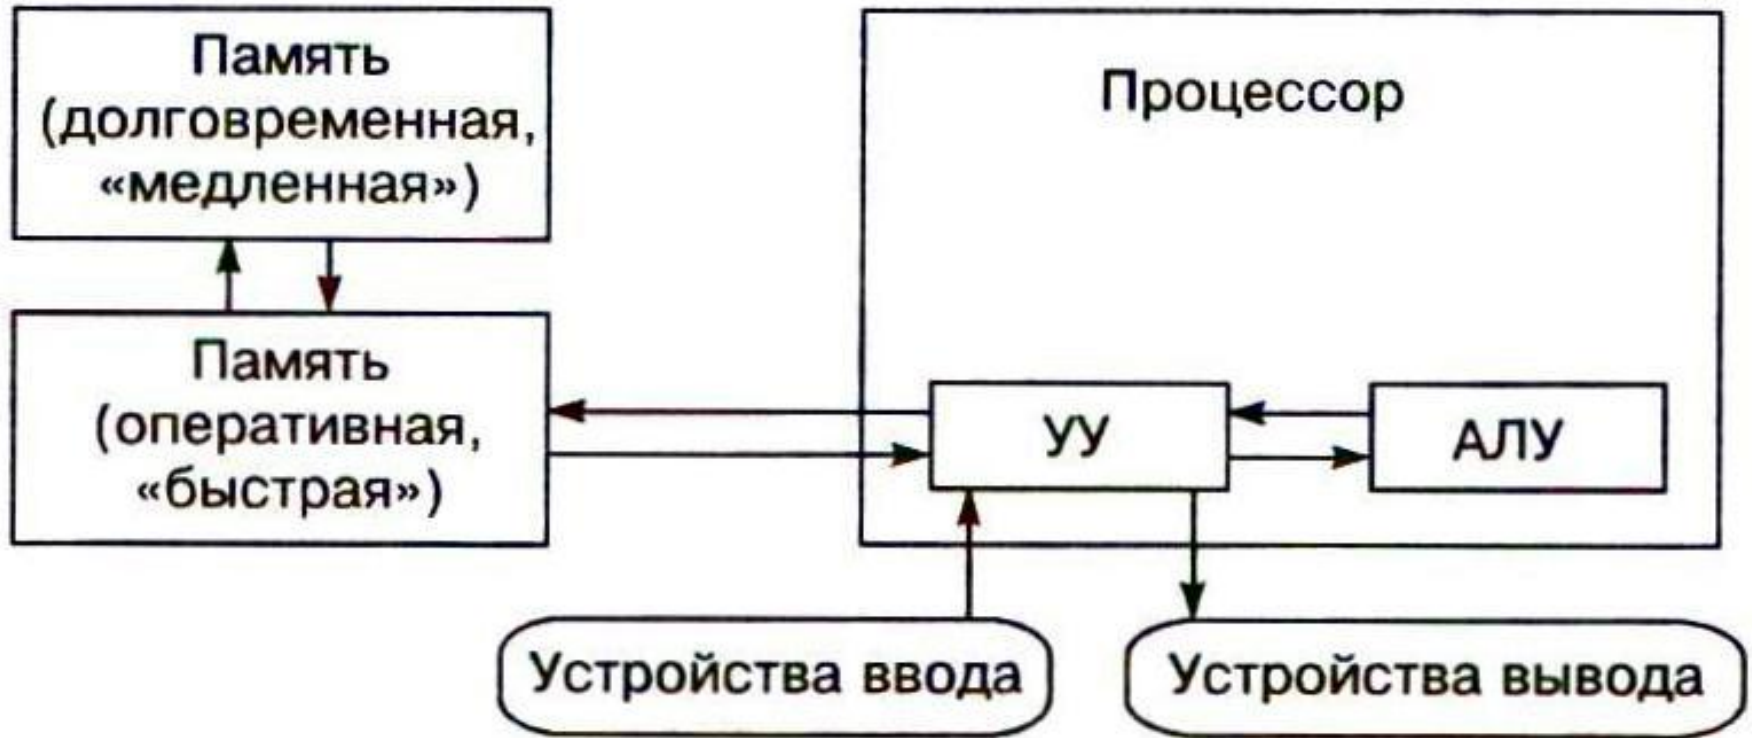 Память
(долговременная,
«медленная»)
Процессор
Память
(оперативная,
«быстрая»)
УУ
АЛУ
Устройства ввода
Устройства вывода